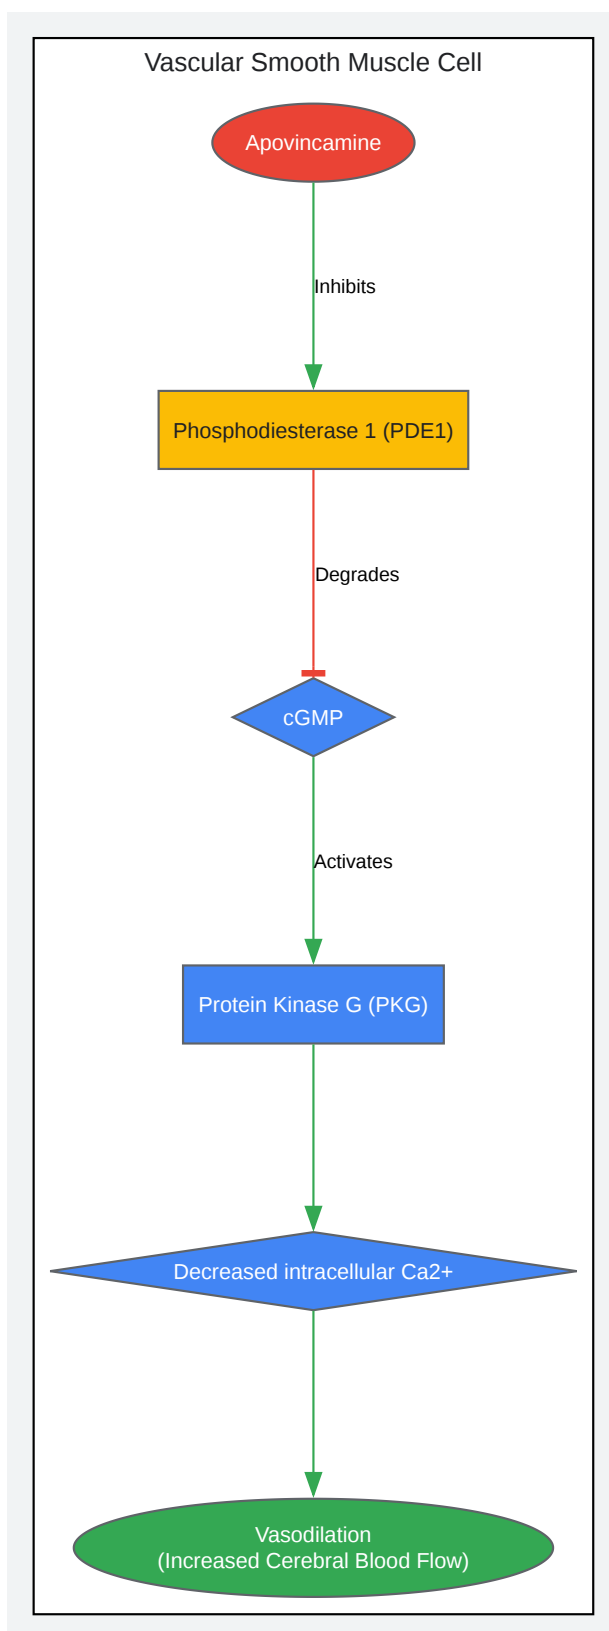 Vascular Smooth Muscle Cell
Apovincamine
Inhibits
Phosphodiesterase 1 (PDE1)
Degrades
cGMP
Activates
Protein Kinase G (PKG)
Decreased intracellular Ca2+
Vasodilation
(Increased Cerebral Blood Flow)